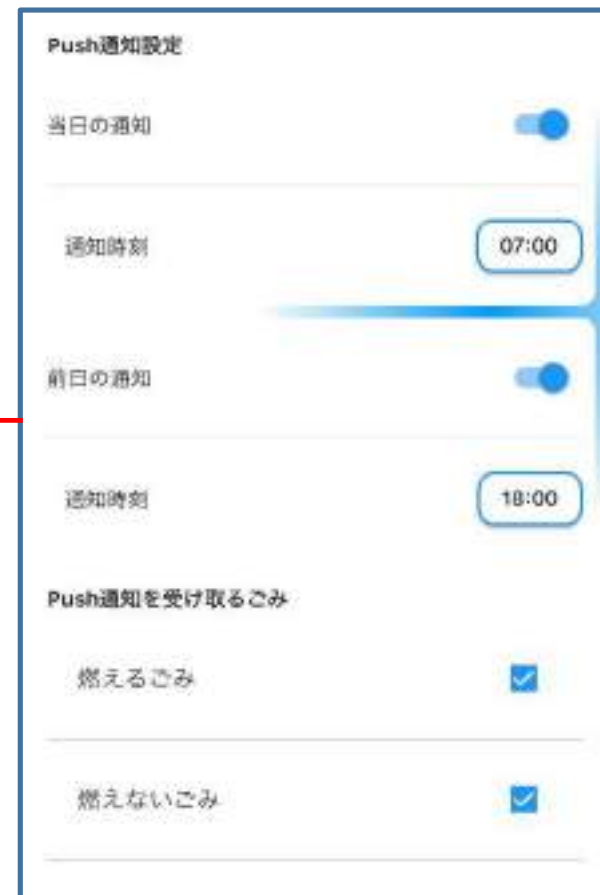 Push通知設定
当日の通知
通知時刻 07:00
前日の通知
通知時刻 18:00
Push通知を受け取るごみ
燃えるごみ
燃えないごみ